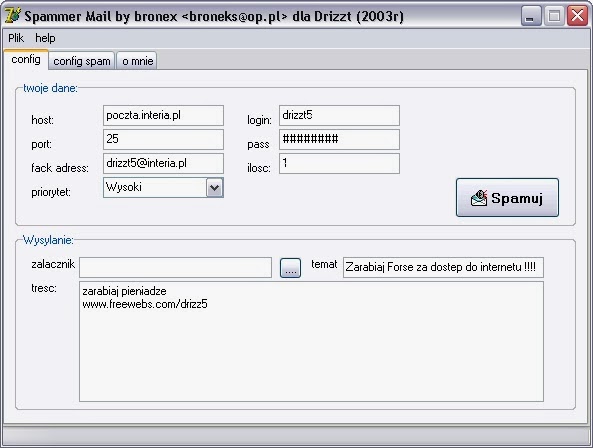 Spammer Mail by bronex <broneks@op.pl> dla Drizzt (2003r)
Plik help
config config spam o mnie
twoje dane:
host: poczta.interia.pl login: drizzt5
port: 25 pass ########
fack adress: drizzt5@interia.pl ilosc: 1
priorytet: Wysoki
Spamuj
Wysylanie:
zalacznik .... temat Zarabiaj Forse za dostep do internetu !!!!
tresc: zarabiaj pieniadze
www.freewebs.com/drizz5